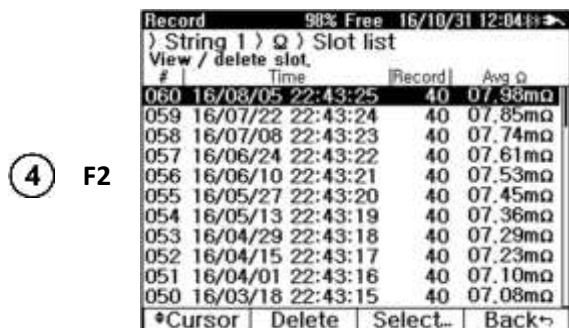 Record 98% Free 16/10/31 12:04
) String 1 ) Ω ) Slot list
View / delete slot.
# Time Record Avg Ω
060 16/08/05 22:43:25 40 07.98mΩ
059 16/07/22 22:43:24 40 07.85mΩ
058 16/07/08 22:43:23 40 07.74mΩ
057 16/06/24 22:43:22 40 07.61mΩ
056 16/06/10 22:43:21 40 07.53mΩ
055 16/05/27 22:43:20 40 07.45mΩ
054 16/05/13 22:43:19 40 07.36mΩ
053 16/04/29 22:43:18 40 07.29mΩ
052 16/04/15 22:43:17 40 07.23mΩ
051 16/04/01 22:43:16 40 07.10mΩ
050 16/03/18 22:43:15 40 07.08mΩ
Cursor Delete Select... Back
4 F2